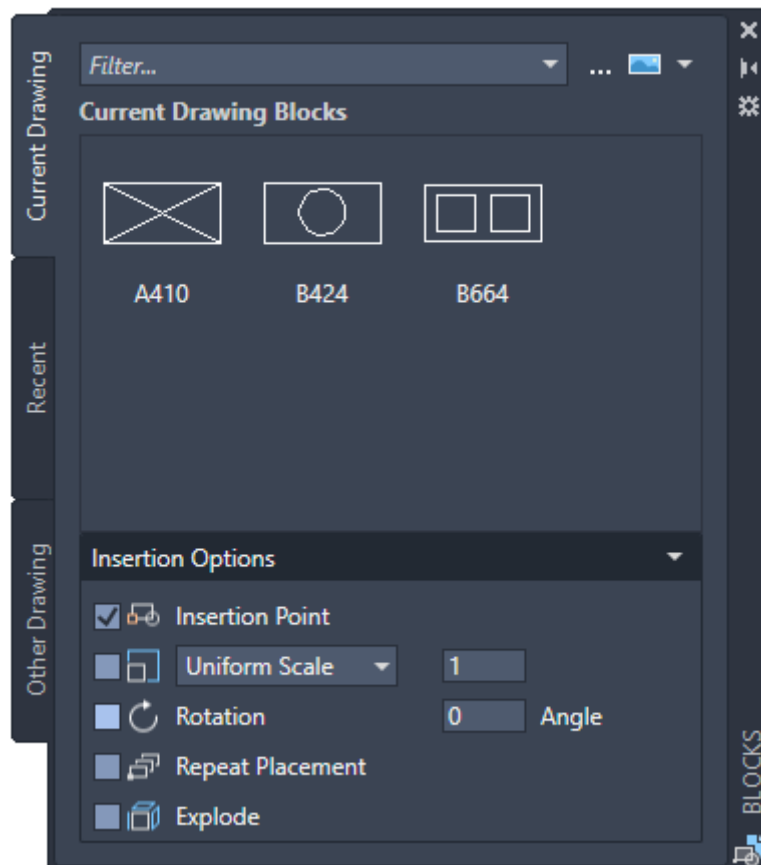 Current Drawing
Recent
Other Drawing
Filter...
...
Current Drawing Blocks
A410 B424 B664
Insertion Options
Insertion Point
Uniform Scale 1
Rotation 0 Angle
Repeat Placement
Explode
BLOCKS